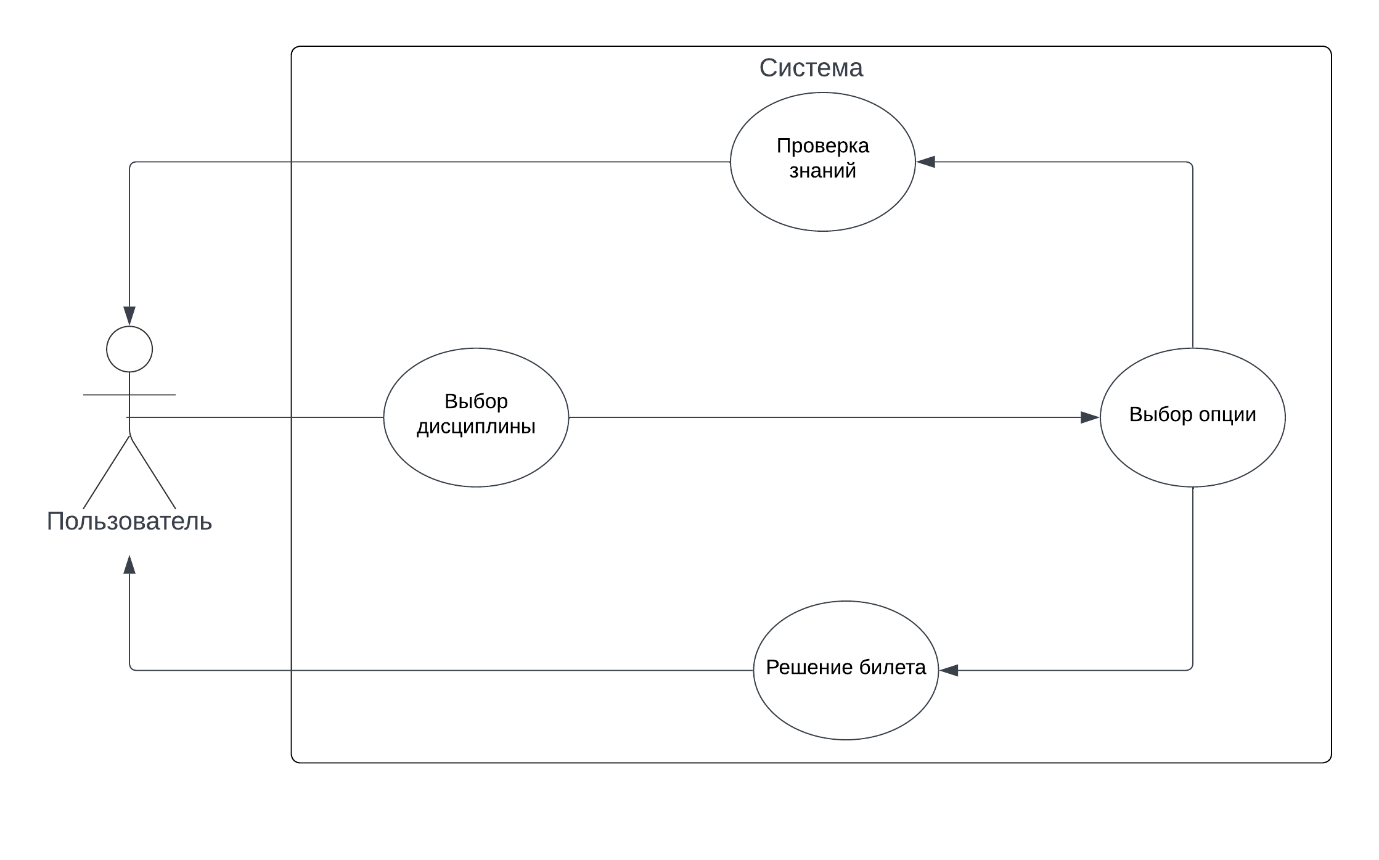 Система
Проверка
знаний
Выбор
дисциплины
Выбор опции
Пользователь
Решение билета